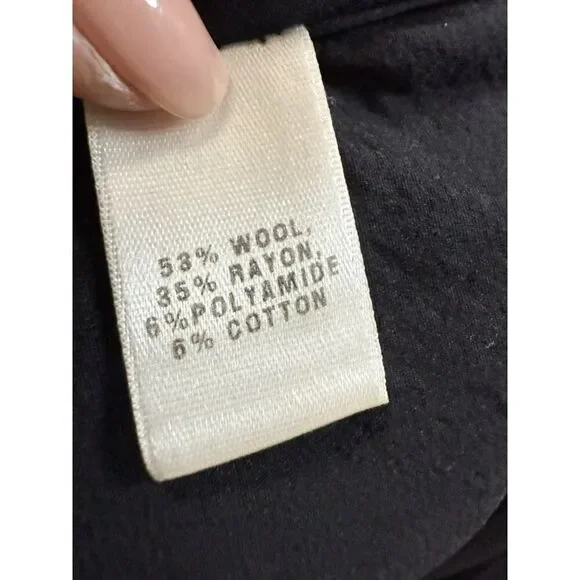 53% WOOL,
35% RAYON,
6%POLYAMIDE
6% COTTON